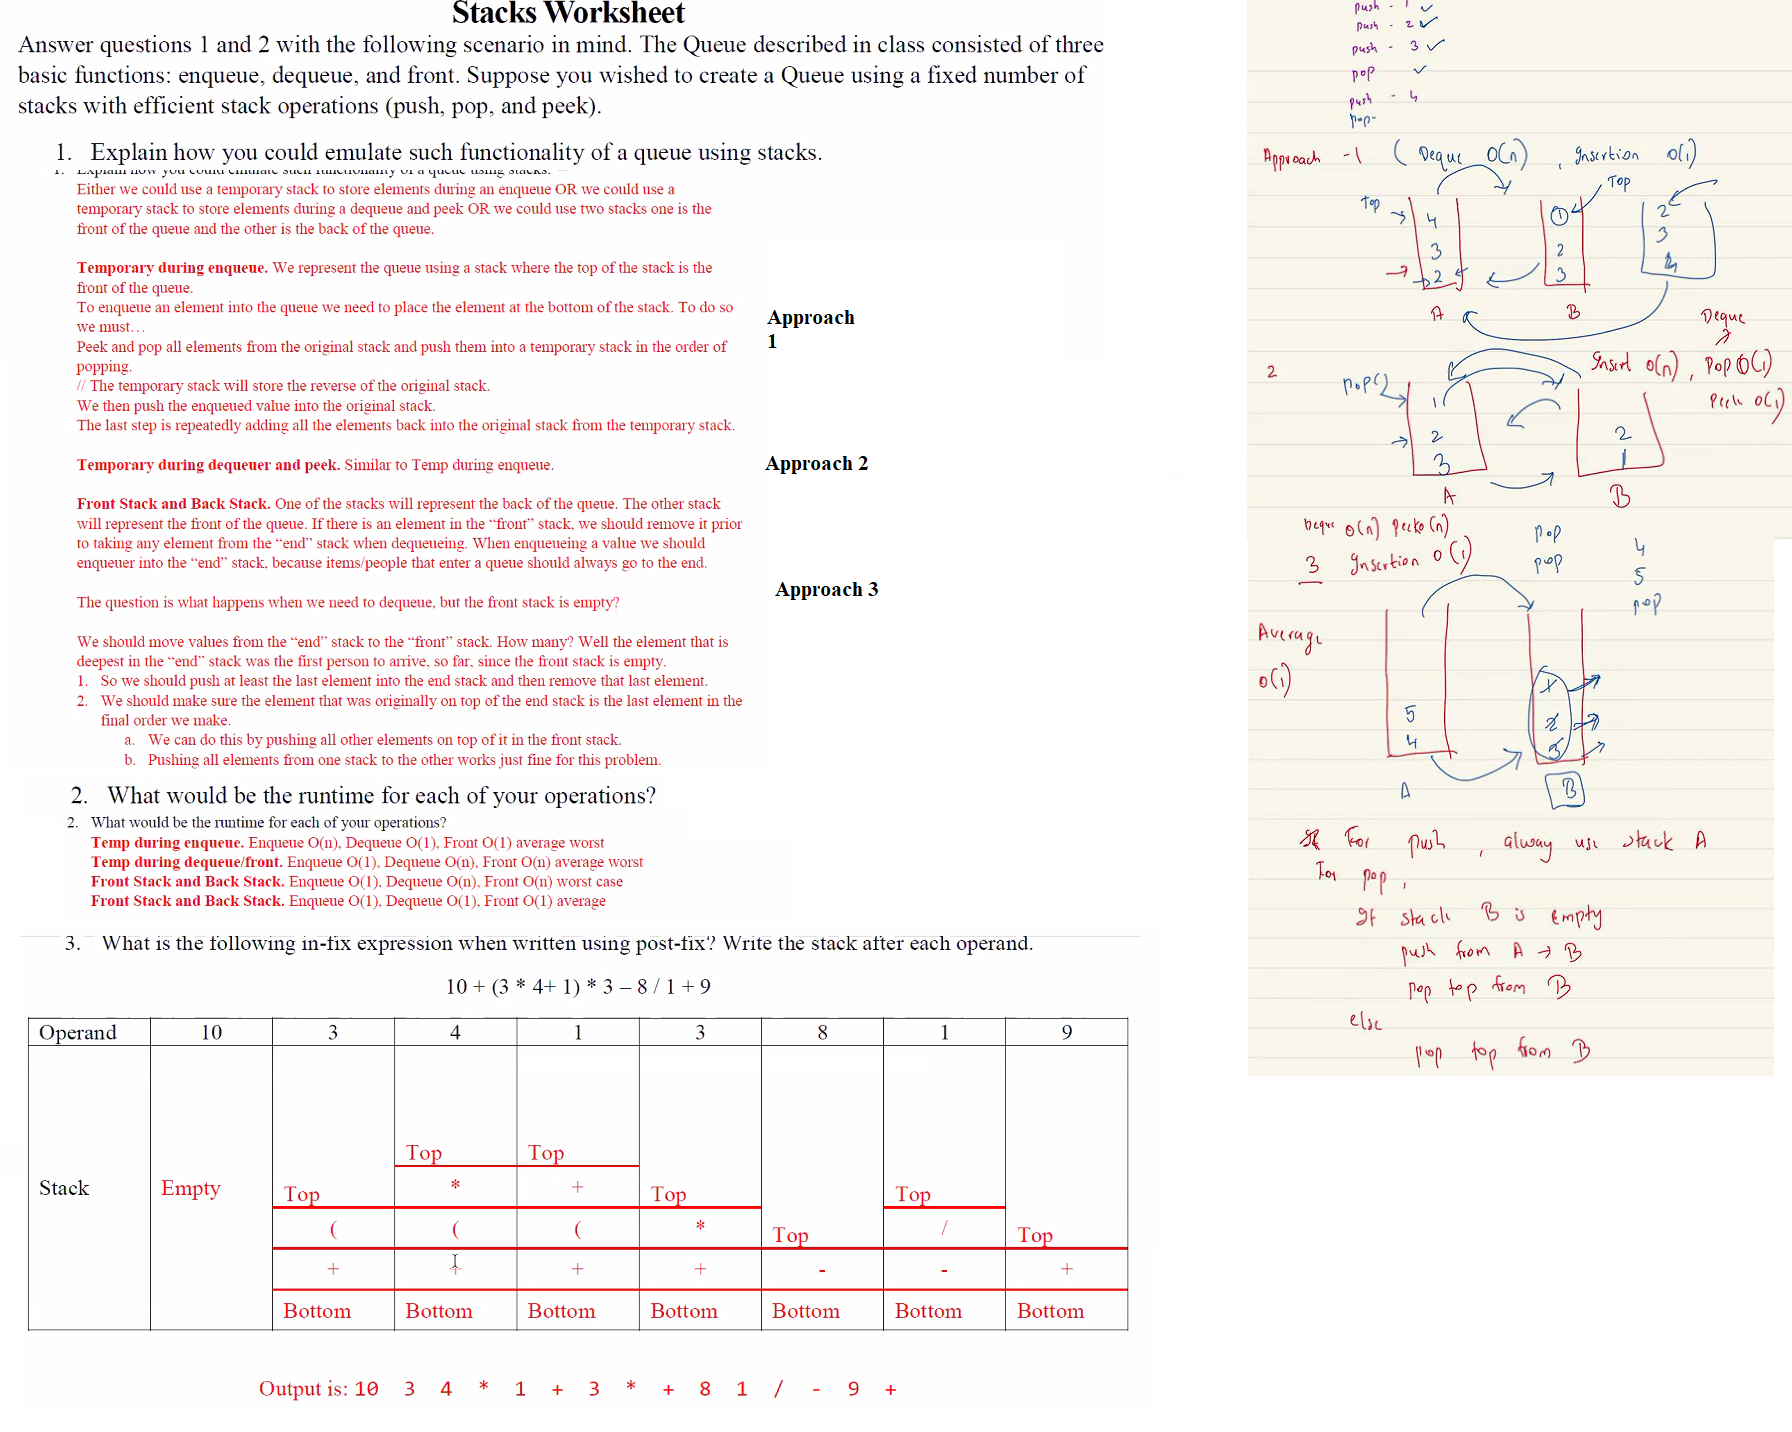 Stacks Worksheet
Answer questions 1 and 2 with the following scenario in mind. The Queue described in class consisted of three
basic functions: enqueue, dequeue, and front. Suppose you wished to create a Queue using a fixed number of
stacks with efficient stack operations (push, pop, and peek).
1. Explain how you could emulate such functionality of a queue using stacks.
1. Explain how you could emulate such functionality of a queue using stacks.
Either we could use a temporary stack to store elements during an enqueue OR we could use a
temporary stack to store elements during a dequeue and peek OR we could use two stacks one is the
front of the queue and the other is the back of the queue.
Temporary during enqueue. We represent the queue using a stack where the top of the stack is the
front of the queue.
To enqueue an element into the queue we need to place the element at the bottom of the stack. To do so
we must…
Peek and pop all elements from the original stack and push them into a temporary stack in the order of
popping.
// The temporary stack will store the reverse of the original stack.
We then push the enqueued value into the original stack.
The last step is repeatedly adding all the elements back into the original stack from the temporary stack.
Approach
1
Temporary during dequeuer and peek. Similar to Temp during enqueue.
Approach 2
Front Stack and Back Stack. One of the stacks will represent the back of the queue. The other stack
will represent the front of the queue. If there is an element in the “front” stack, we should remove it prior
to taking any element from the “end” stack when dequeueing. When enqueueing a value we should
enqueuer into the “end” stack, because items/people that enter a queue should always go to the end.
Approach 3
The question is what happens when we need to dequeue, but the front stack is empty?
We should move values from the “end” stack to the “front” stack. How many? Well the element that is
deepest in the “end” stack was the first person to arrive, so far, since the front stack is empty.
1. So we should push at least the last element into the end stack and then remove that last element.
2. We should make sure the element that was originally on top of the end stack is the last element in the
final order we make.
a. We can do this by pushing all other elements on top of it in the front stack.
b. Pushing all elements from one stack to the other works just fine for this problem.
2. What would be the runtime for each of your operations?
2. What would be the runtime for each of your operations?
Temp during enqueue. Enqueue O(n), Dequeue O(1), Front O(1) average worst
Temp during dequeue/front. Enqueue O(1), Dequeue O(n), Front O(n) average worst
Front Stack and Back Stack. Enqueue O(1), Dequeue O(n), Front O(n) worst case
Front Stack and Back Stack. Enqueue O(1), Dequeue O(1), Front O(1) average
3. What is the following in-fix expression when written using post-fix? Write the stack after each operand.
10 + (3 * 4+ 1) * 3 – 8 / 1 + 9
Operand 10 3 4 1 3 8 1 9
Top Top
Stack Empty Top * + Top Top
( ( ( * Top / Top
+ + + + - - +
Bottom Bottom Bottom Bottom Bottom Bottom Bottom
Output is: 10 3 4 * 1 + 3 * + 8 1 / - 9 +
push - 1 ✓
push - 2 ✓
push - 3 ✓
pop ✓
push - 4
pop-
Approach -1 ( Deque O(n) , Insertion O(1)
Top
top
4 1 2
3 2 3
2 3 4
A B
Deque
2 Insert O(n), Pop O(1)
Peek O(1)
pop()
1
2 2
3 1
A B
Deque O(n) Peek O(n)
3 Insertion O(1)
pop
pop
4
5
pop
Average
O(1)
1
5 2
4 3
A B
For push, alway use stack A
For pop,
If stack B is empty
push from A → B
pop top from B
else
pop top from B